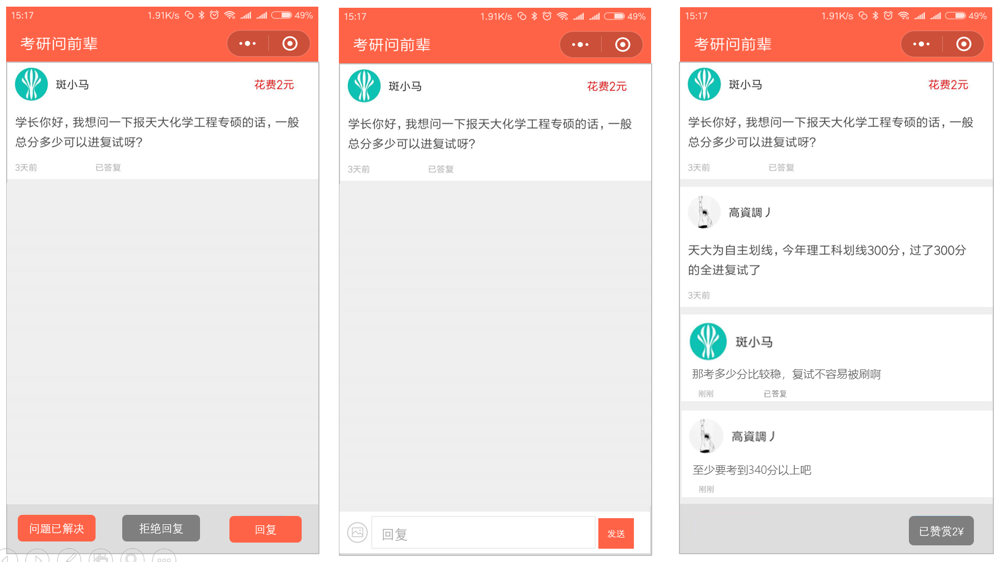 15:17
1.91K/s
49%
考研问前辈
斑小马
花费2元
学长你好，我想问一下报天大化学工程专硕的话，一般
总分多少可以进复试呀？
3天前
已答复
问题已解决
拒绝回复
回复
15:17
1.91K/s
49%
考研问前辈
斑小马
花费2元
学长你好，我想问一下报天大化学工程专硕的话，一般
总分多少可以进复试呀？
3天前
已答复
回复
发送
15:17
1.91K/s
49%
考研问前辈
斑小马
花费2元
学长你好，我想问一下报天大化学工程专硕的话，一般
总分多少可以进复试呀？
3天前
已答复
高資調丿
天大为自主划线，今年理工科划线300分，过了300分
的全进复试了
3天前
斑小马
那考多少分比较稳，复试不容易被刷啊
刚刚
已答复
高資調丿
至少要考到340分以上吧
刚刚
已赞赏2¥